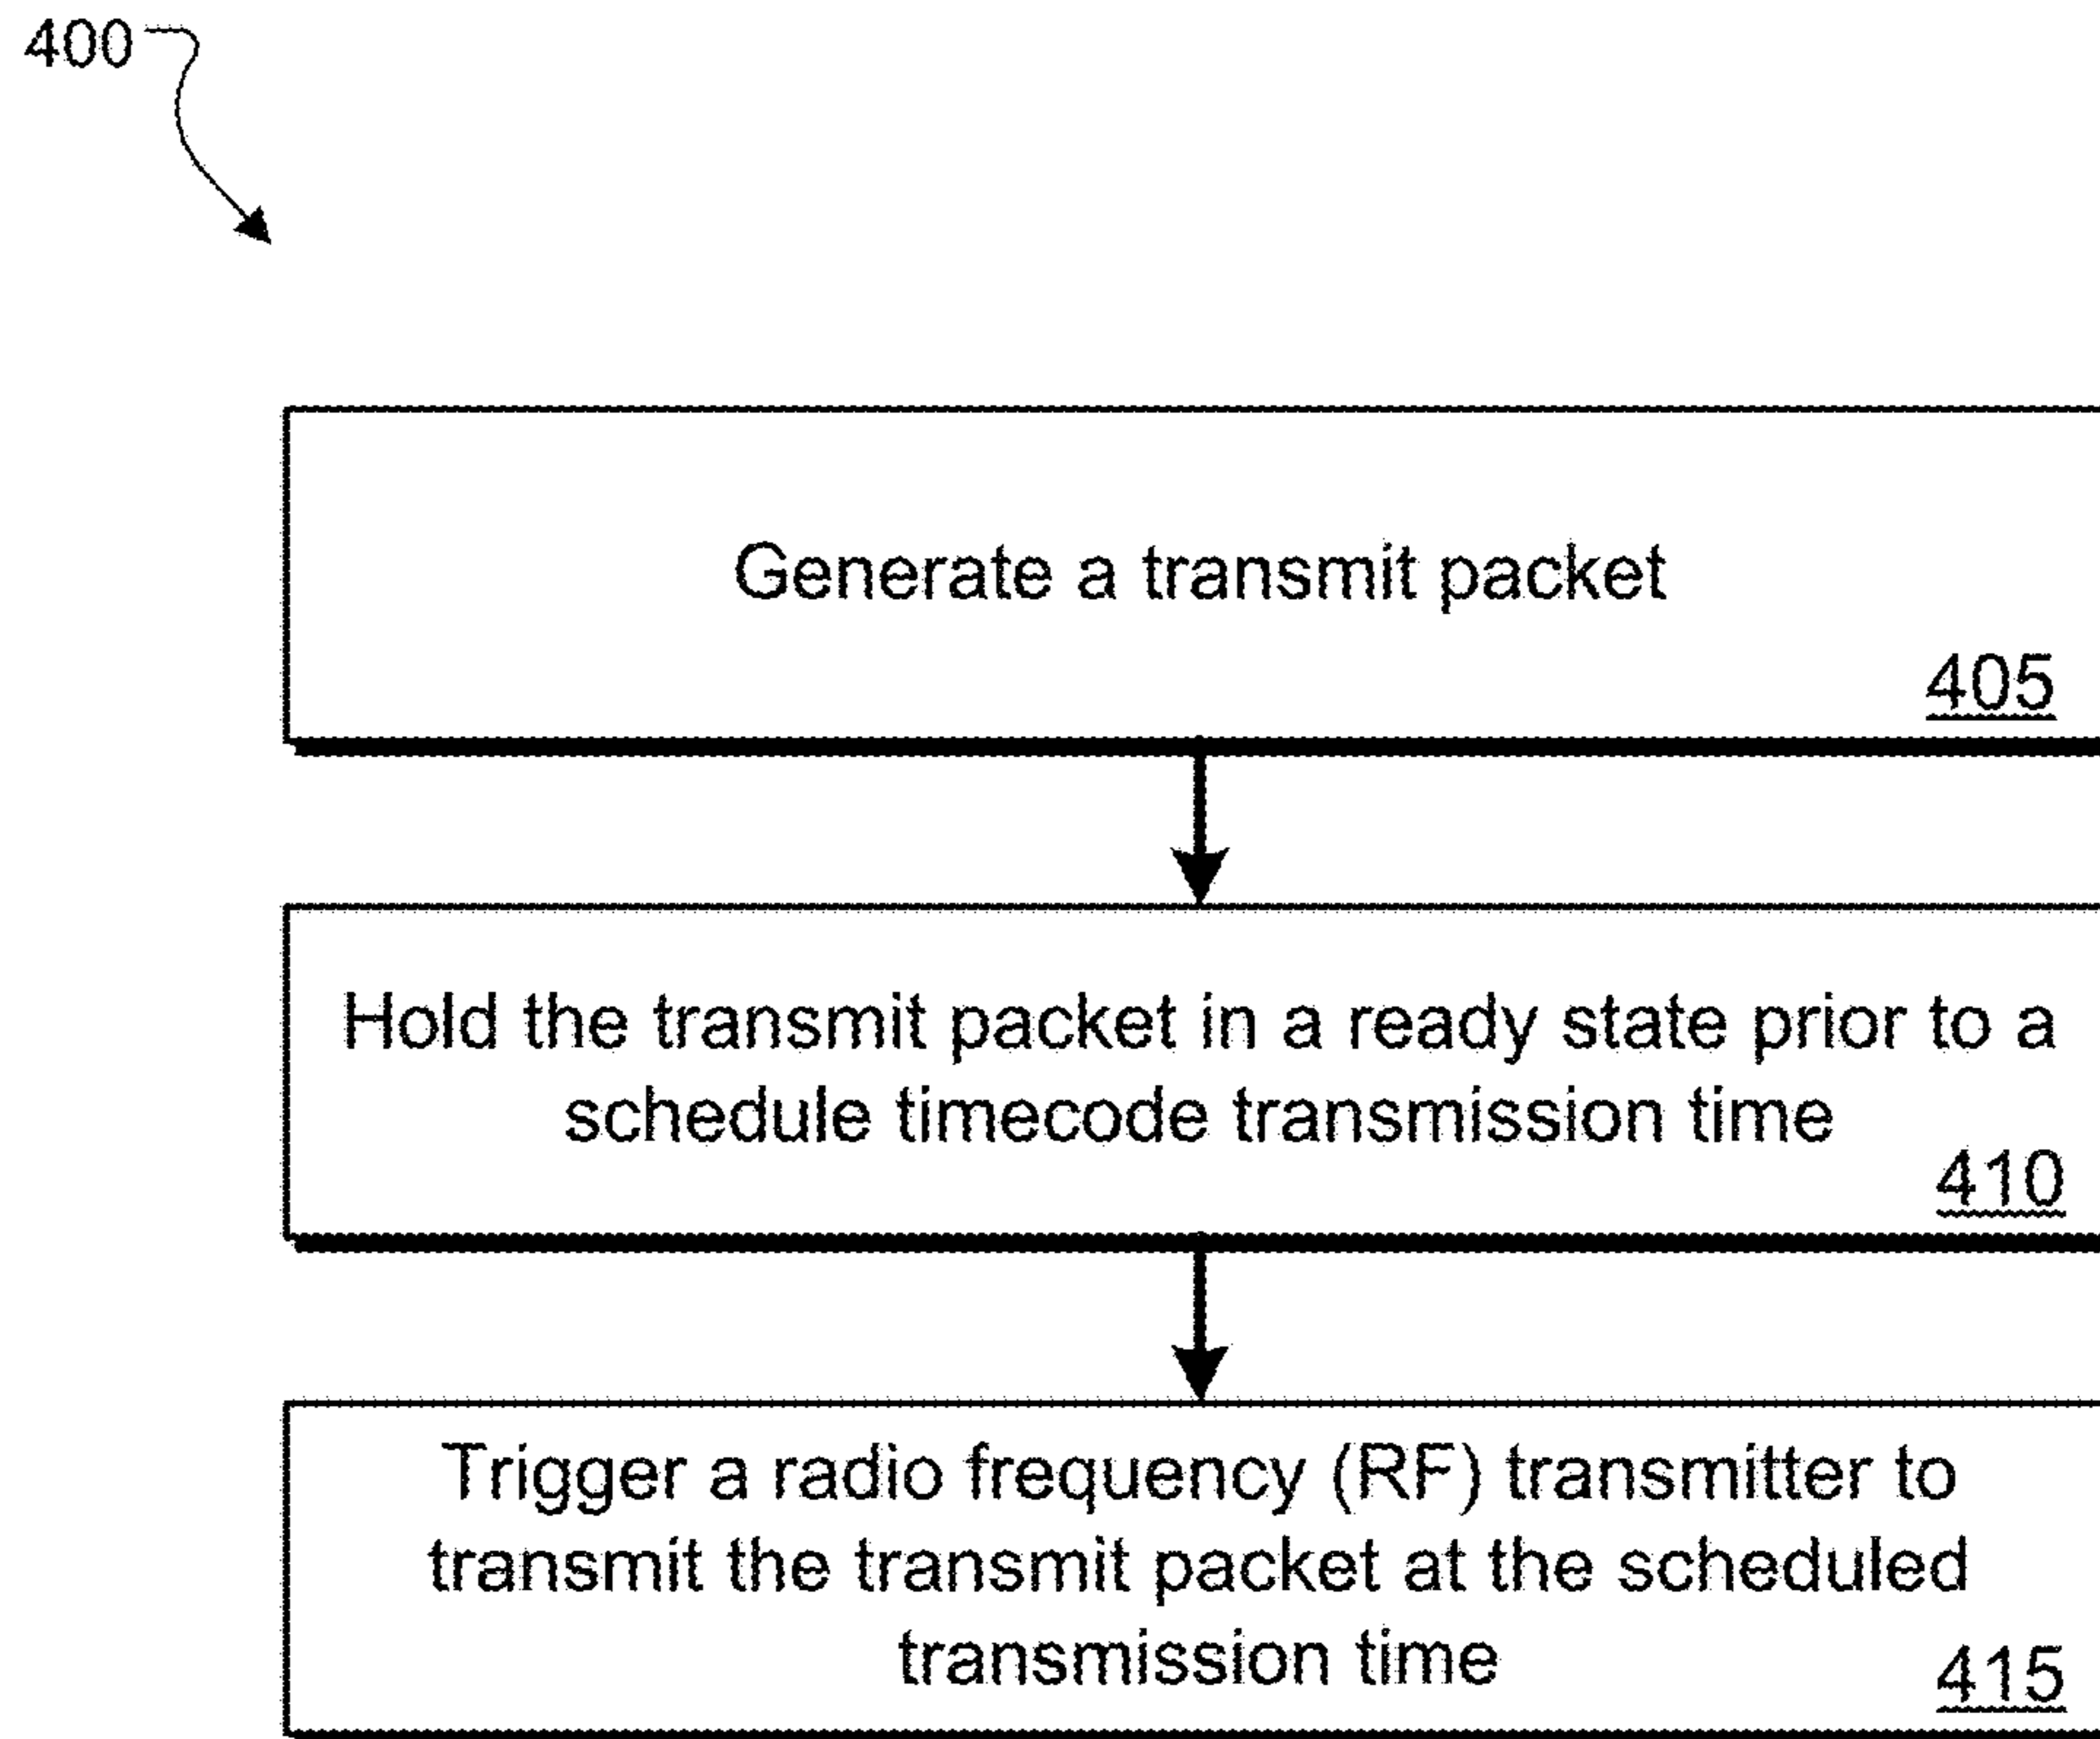 400
Generate a transmit packet
405
Hold the transmit packet in a ready state prior to a
schedule timecode transmission time
410
Trigger a radio frequency (RF) transmitter to
transmit the transmit packet at the scheduled
transmission time
415